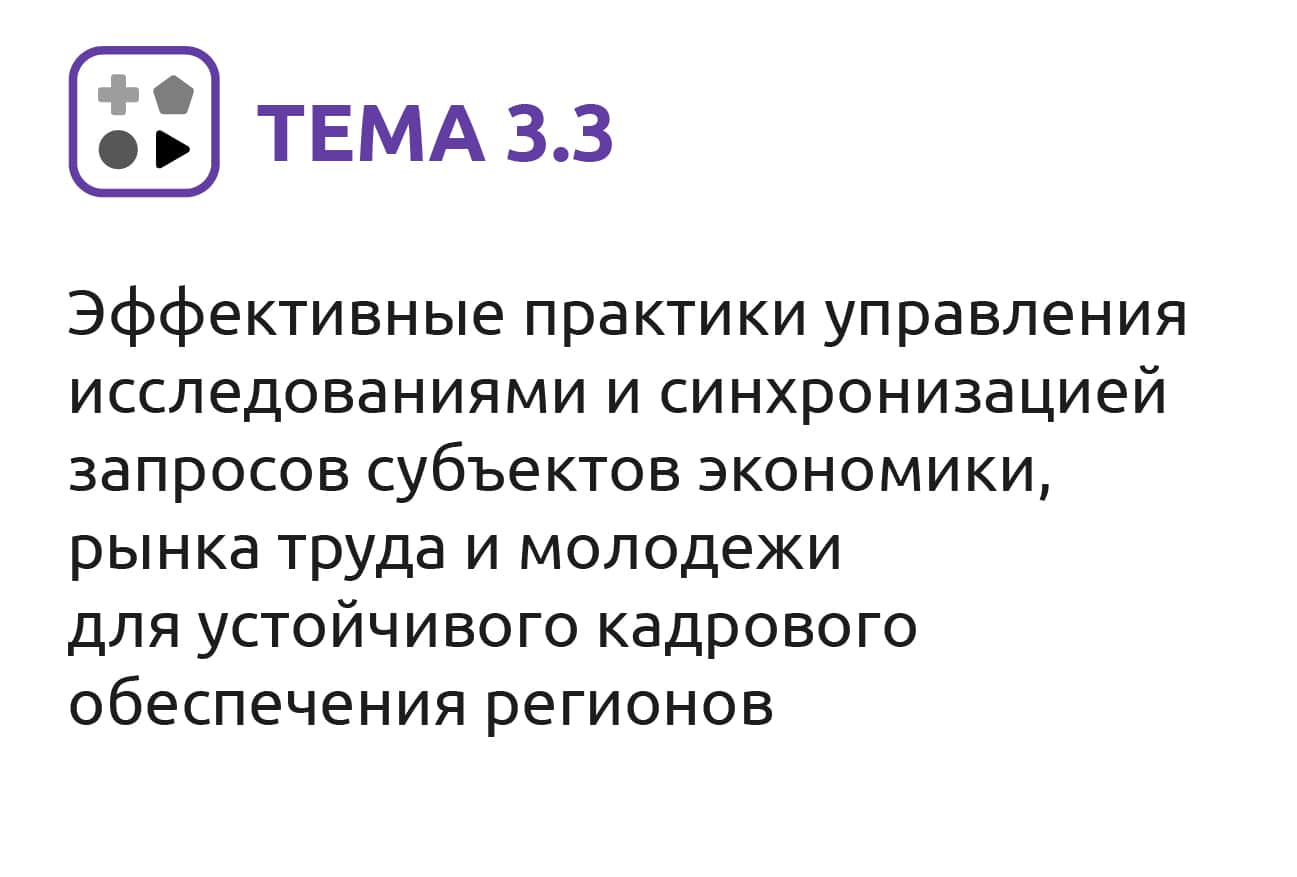 ТЕМА 3.3
Эффективные практики управления
исследованиями и синхронизацией
запросов субъектов экономики,
рынка труда и молодежи
для устойчивого кадрового
обеспечения регионов